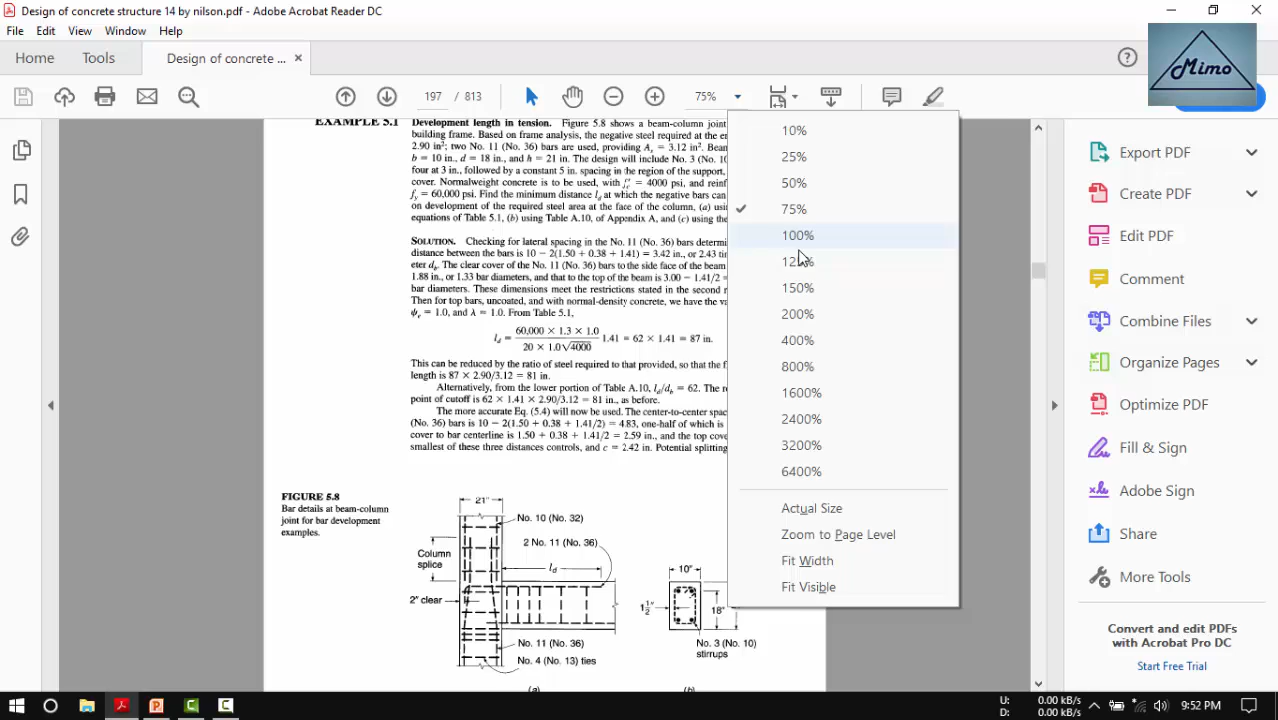 Design of concrete structure 14 by nilson.pdf - Adobe Acrobat Reader DC
File Edit View Window Help
Home Tools Design of concrete ... ×
Mimo
197 / 813 75%
EXAMPLE 5.1
Development length in tension. Figure 5.8 shows a beam-column joint
building frame. Based on frame analysis, the negative steel required at the e
2.90 in²; two No. 11 (No. 36) bars are used, providing Aₛ = 3.12 in². Bear
b = 10 in., d = 18 in., and h = 21 in. The design will include No. 3 (No. 10
four at 3 in., followed by a constant 5 in. spacing in the region of the support,
cover. Normalweight concrete is to be used, with f′c = 4000 psi, and reinf
fy = 60,000 psi. Find the minimum distance ld at which the negative bars can
on development of the required steel area at the face of the column, (a) usi
equations of Table 5.1, (b) using Table A.10, of Appendix A, and (c) using the
SOLUTION. Checking for lateral spacing in the No. 11 (No. 36) bars determi
distance between the bars is 10 − 2(1.50 + 0.38 + 1.41) = 3.42 in., or 2.43 tim
eter db. The clear cover of the No. 11 (No. 36) bars to the side face of the beam
1.88 in., or 1.33 bar diameters, and that to the top of the beam is 3.00 − 1.41/2 =
bar diameters. These dimensions meet the restrictions stated in the second r
Then for top bars, uncoated, and with normal-density concrete, we have the va
ψe = 1.0, and λ = 1.0. From Table 5.1,
ld = 60,000 × 1.3 × 1.0 / 20 × 1.0√4000 1.41 = 62 × 1.41 = 87 in.
This can be reduced by the ratio of steel required to that provided, so that the f
length is 87 × 2.90/3.12 = 81 in.
Alternatively, from the lower portion of Table A.10, ld/db = 62. The r
point of cutoff is 62 × 1.41 × 2.90/3.12 = 81 in., as before.
The more accurate Eq. (5.4) will now be used. The center-to-center spac
(No. 36) bars is 10 − 2(1.50 + 0.38 + 1.41/2) = 4.83, one-half of which is
cover to bar centerline is 1.50 + 0.38 + 1.41/2 = 2.59 in., and the top cove
smallest of these three distances controls, and c = 2.42 in. Potential splitting
FIGURE 5.8
Bar details at beam-column
joint for bar development
examples.
21″
No. 10 (No. 32)
2 No. 11 (No. 36)
Column
splice
ld
2″ clear
No. 11 (No. 36)
No. 4 (No. 13) ties
(a)
10″
1 1/2″
18″
No. 3 (No. 10)
stirrups
(b)
10%
25%
50%
75%
100%
125%
150%
200%
400%
800%
1600%
2400%
3200%
6400%
Actual Size
Zoom to Page Level
Fit Width
Fit Visible
Export PDF
Create PDF
Edit PDF
Comment
Combine Files
Organize Pages
Optimize PDF
Fill & Sign
Adobe Sign
Share
More Tools
Convert and edit PDFs
with Acrobat Pro DC
Start Free Trial
U: 0.00 kB/s
D: 0.00 kB/s
9:52 PM